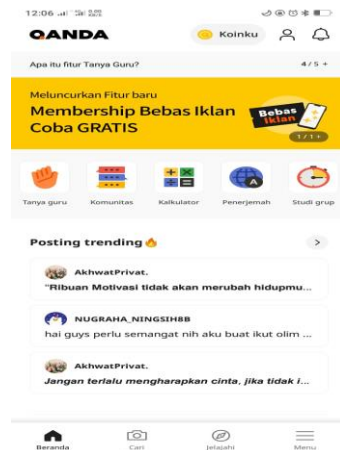 12:06
QANDA
Koinku
Apa itu fitur Tanya Guru?
4 / 5 +
Meluncurkan Fitur baru
Membership Bebas Iklan
Coba GRATIS
Bebas
Iklan
1 / 1 +
Tanya guru
Komunitas
Kalkulator
Penerjemah
Studi grup
Posting trending
AkhwatPrivat.
"Ribuan Motivasi tidak akan merubah hidupmu...
NUGRAHA_NINGSIH8B
hai guys perlu semangat nih aku buat ikut olim ...
AkhwatPrivat.
Jangan terlalu mengharapkan cinta, jika tidak i...
Beranda
Cari
Jelajahi
Menu